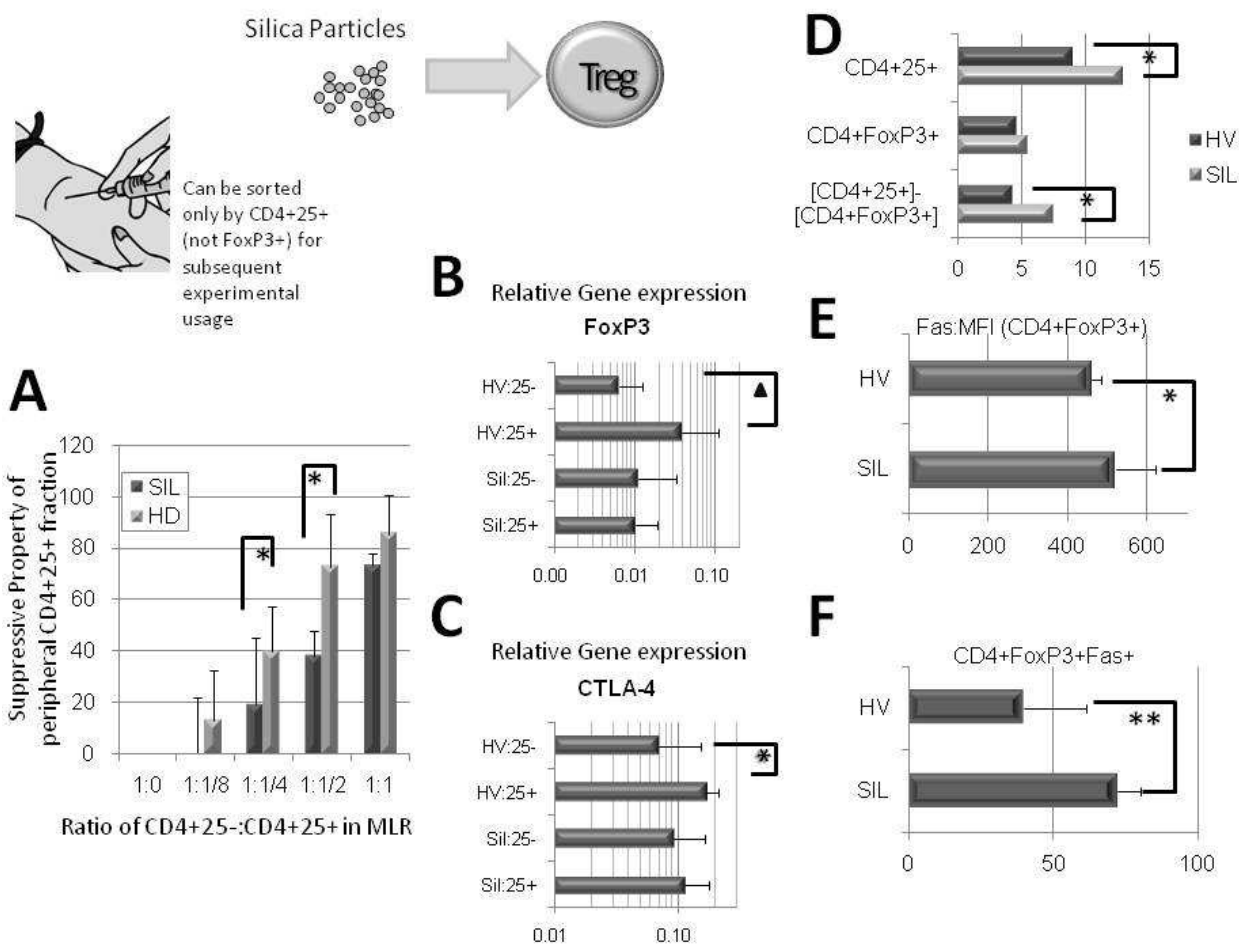 Silica Particles
Treg
Can be sorted
only by CD4+25+
(not FoxP3+) for
subsequent
experimental
usage
A
Suppressive Property of
peripheral CD4+25+ fraction
120
100
80
60
40
20
0
SIL
HD
*
*
1:0
1:1/8
1:1/4
1:1/2
1:1
Ratio of CD4+25-:CD4+25+ in MLR
B
Relative Gene expression
FoxP3
HV:25-
HV:25+
Sil:25-
Sil:25+
0.00
0.01
0.10
C
Relative Gene expression
CTLA-4
HV:25-
HV:25+
Sil:25-
Sil:25+
*
0.01
0.10
D
CD4+25+
CD4+FoxP3+
[CD4+25+]-
[CD4+FoxP3+]
*
*
HV
SIL
0
5
10
15
E
Fas:MFI (CD4+FoxP3+)
HV
SIL
*
0
200
400
600
F
CD4+FoxP3+Fas+
HV
SIL
**
0
50
100